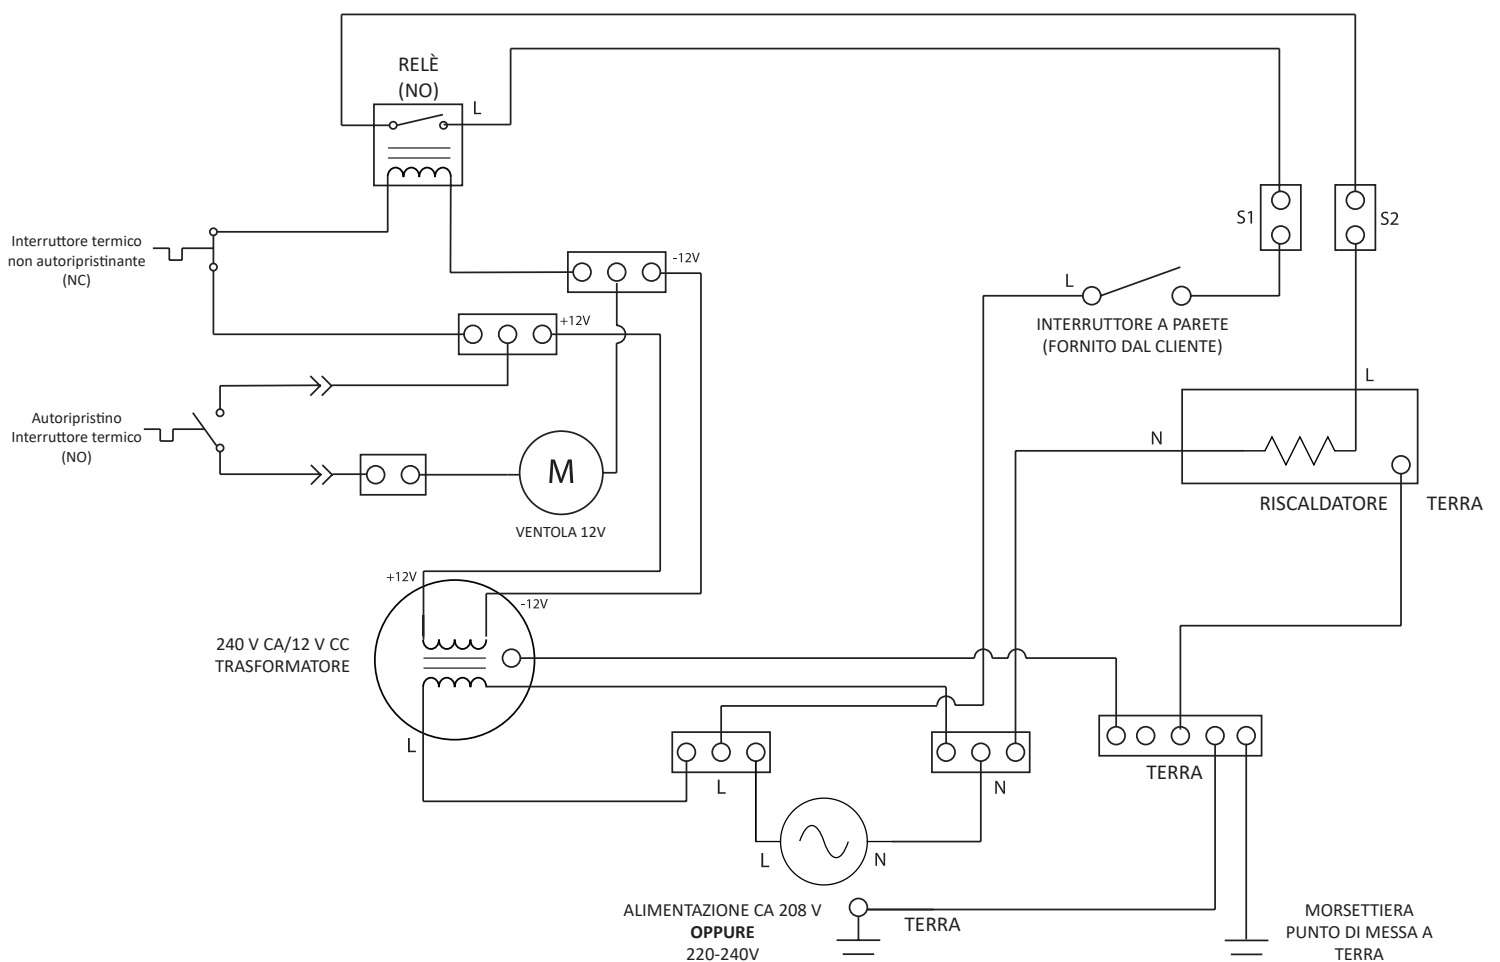 RELÈ
(NO)
L
Interruttore termico
non autoripristinante
(NC)
-12V
+12V
S1
S2
L
INTERRUTTORE A PARETE
(FORNITO DAL CLIENTE)
L
N
RISCALDATORE
TERRA
Autoripristino
Interruttore termico
(NO)
M
VENTOLA 12V
+12V
-12V
240 V CA/12 V CC
TRASFORMATORE
L
L
N
TERRA
L
N
ALIMENTAZIONE CA 208 V
OPPURE
220-240V
TERRA
MORSETTIERA
PUNTO DI MESSA A
TERRA